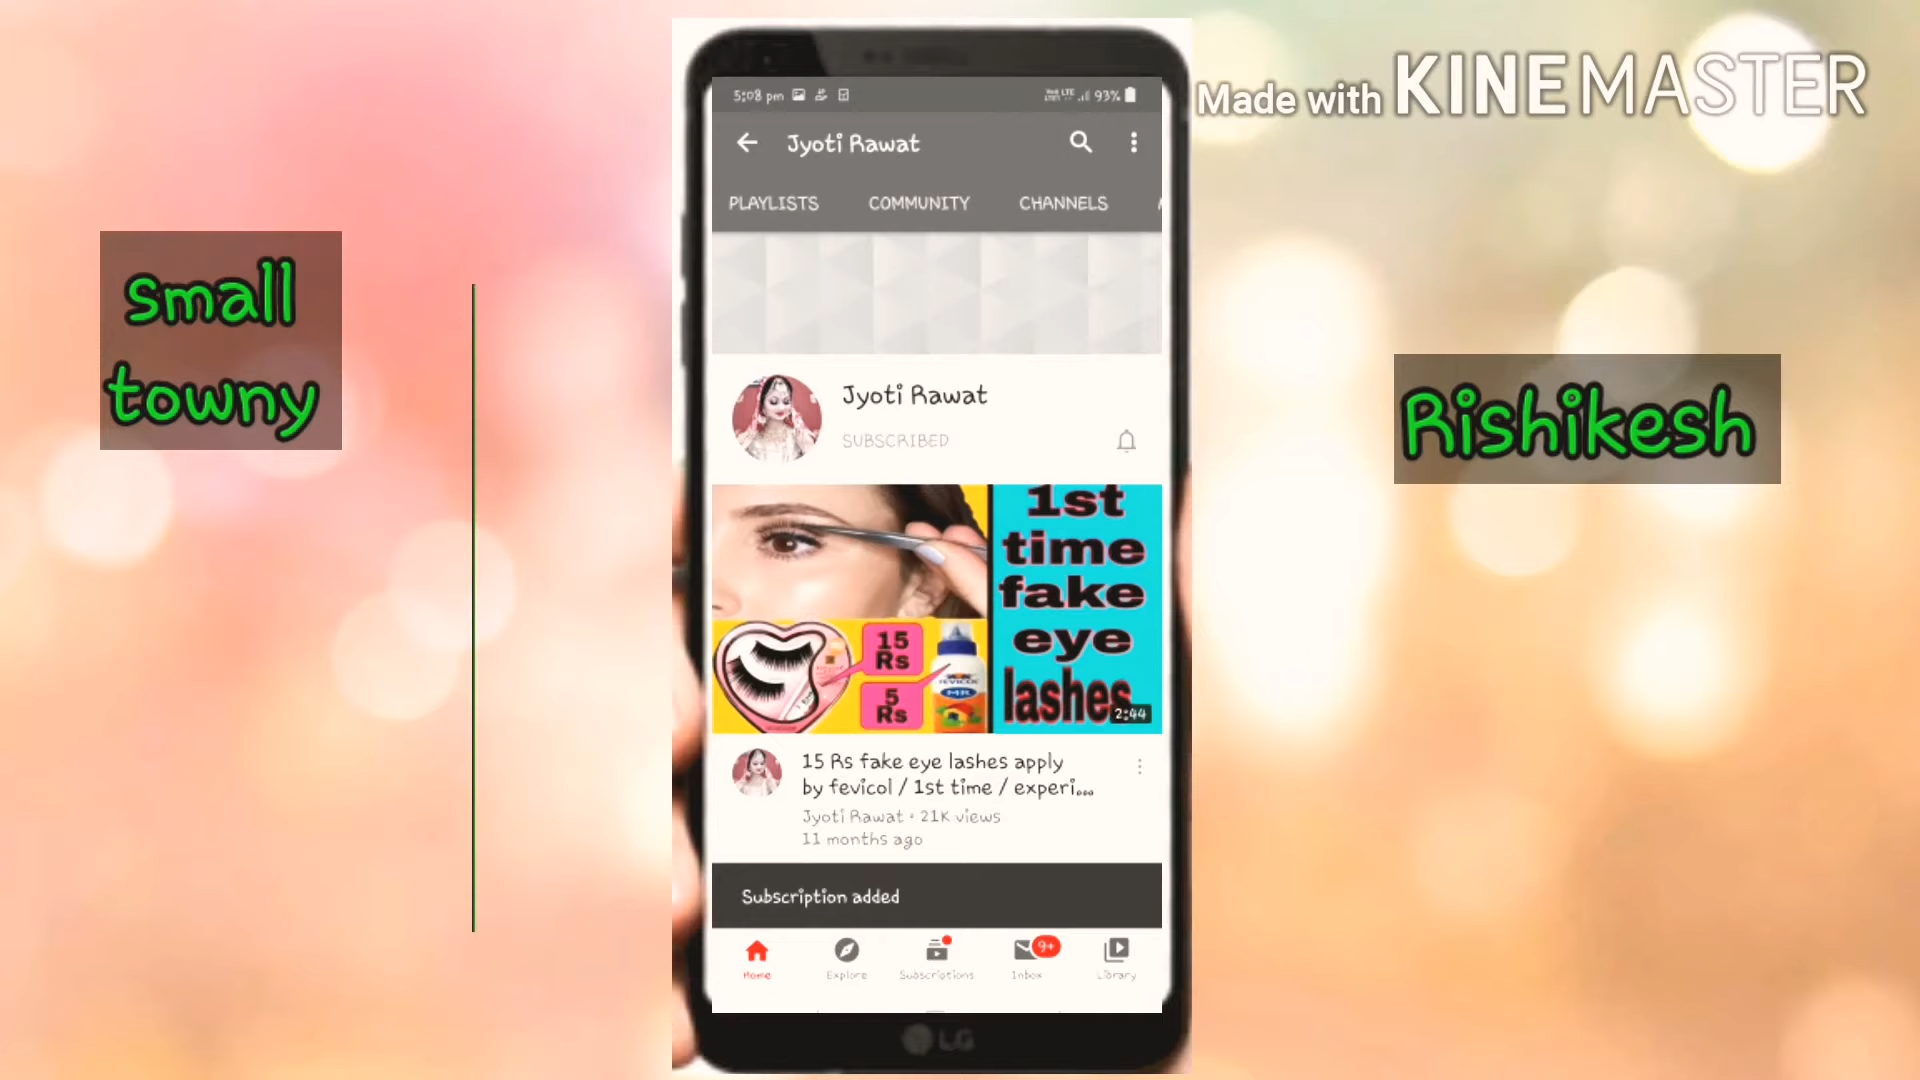 Made with KINEMASTER
small
towny
Rishikesh
5:08 pm
93%
Jyoti Rawat
PLAYLISTS COMMUNITY CHANNELS
Jyoti Rawat
SUBSCRIBED
1st
time
fake
eye
lashes
15
Rs
5
Rs
FEVICOL
MR
2:44
15 Rs fake eye lashes apply
by fevicol / 1st time / experi...
Jyoti Rawat • 21K views
11 months ago
Subscription added
9+
Home Explore Subscriptions Inbox Library
LG